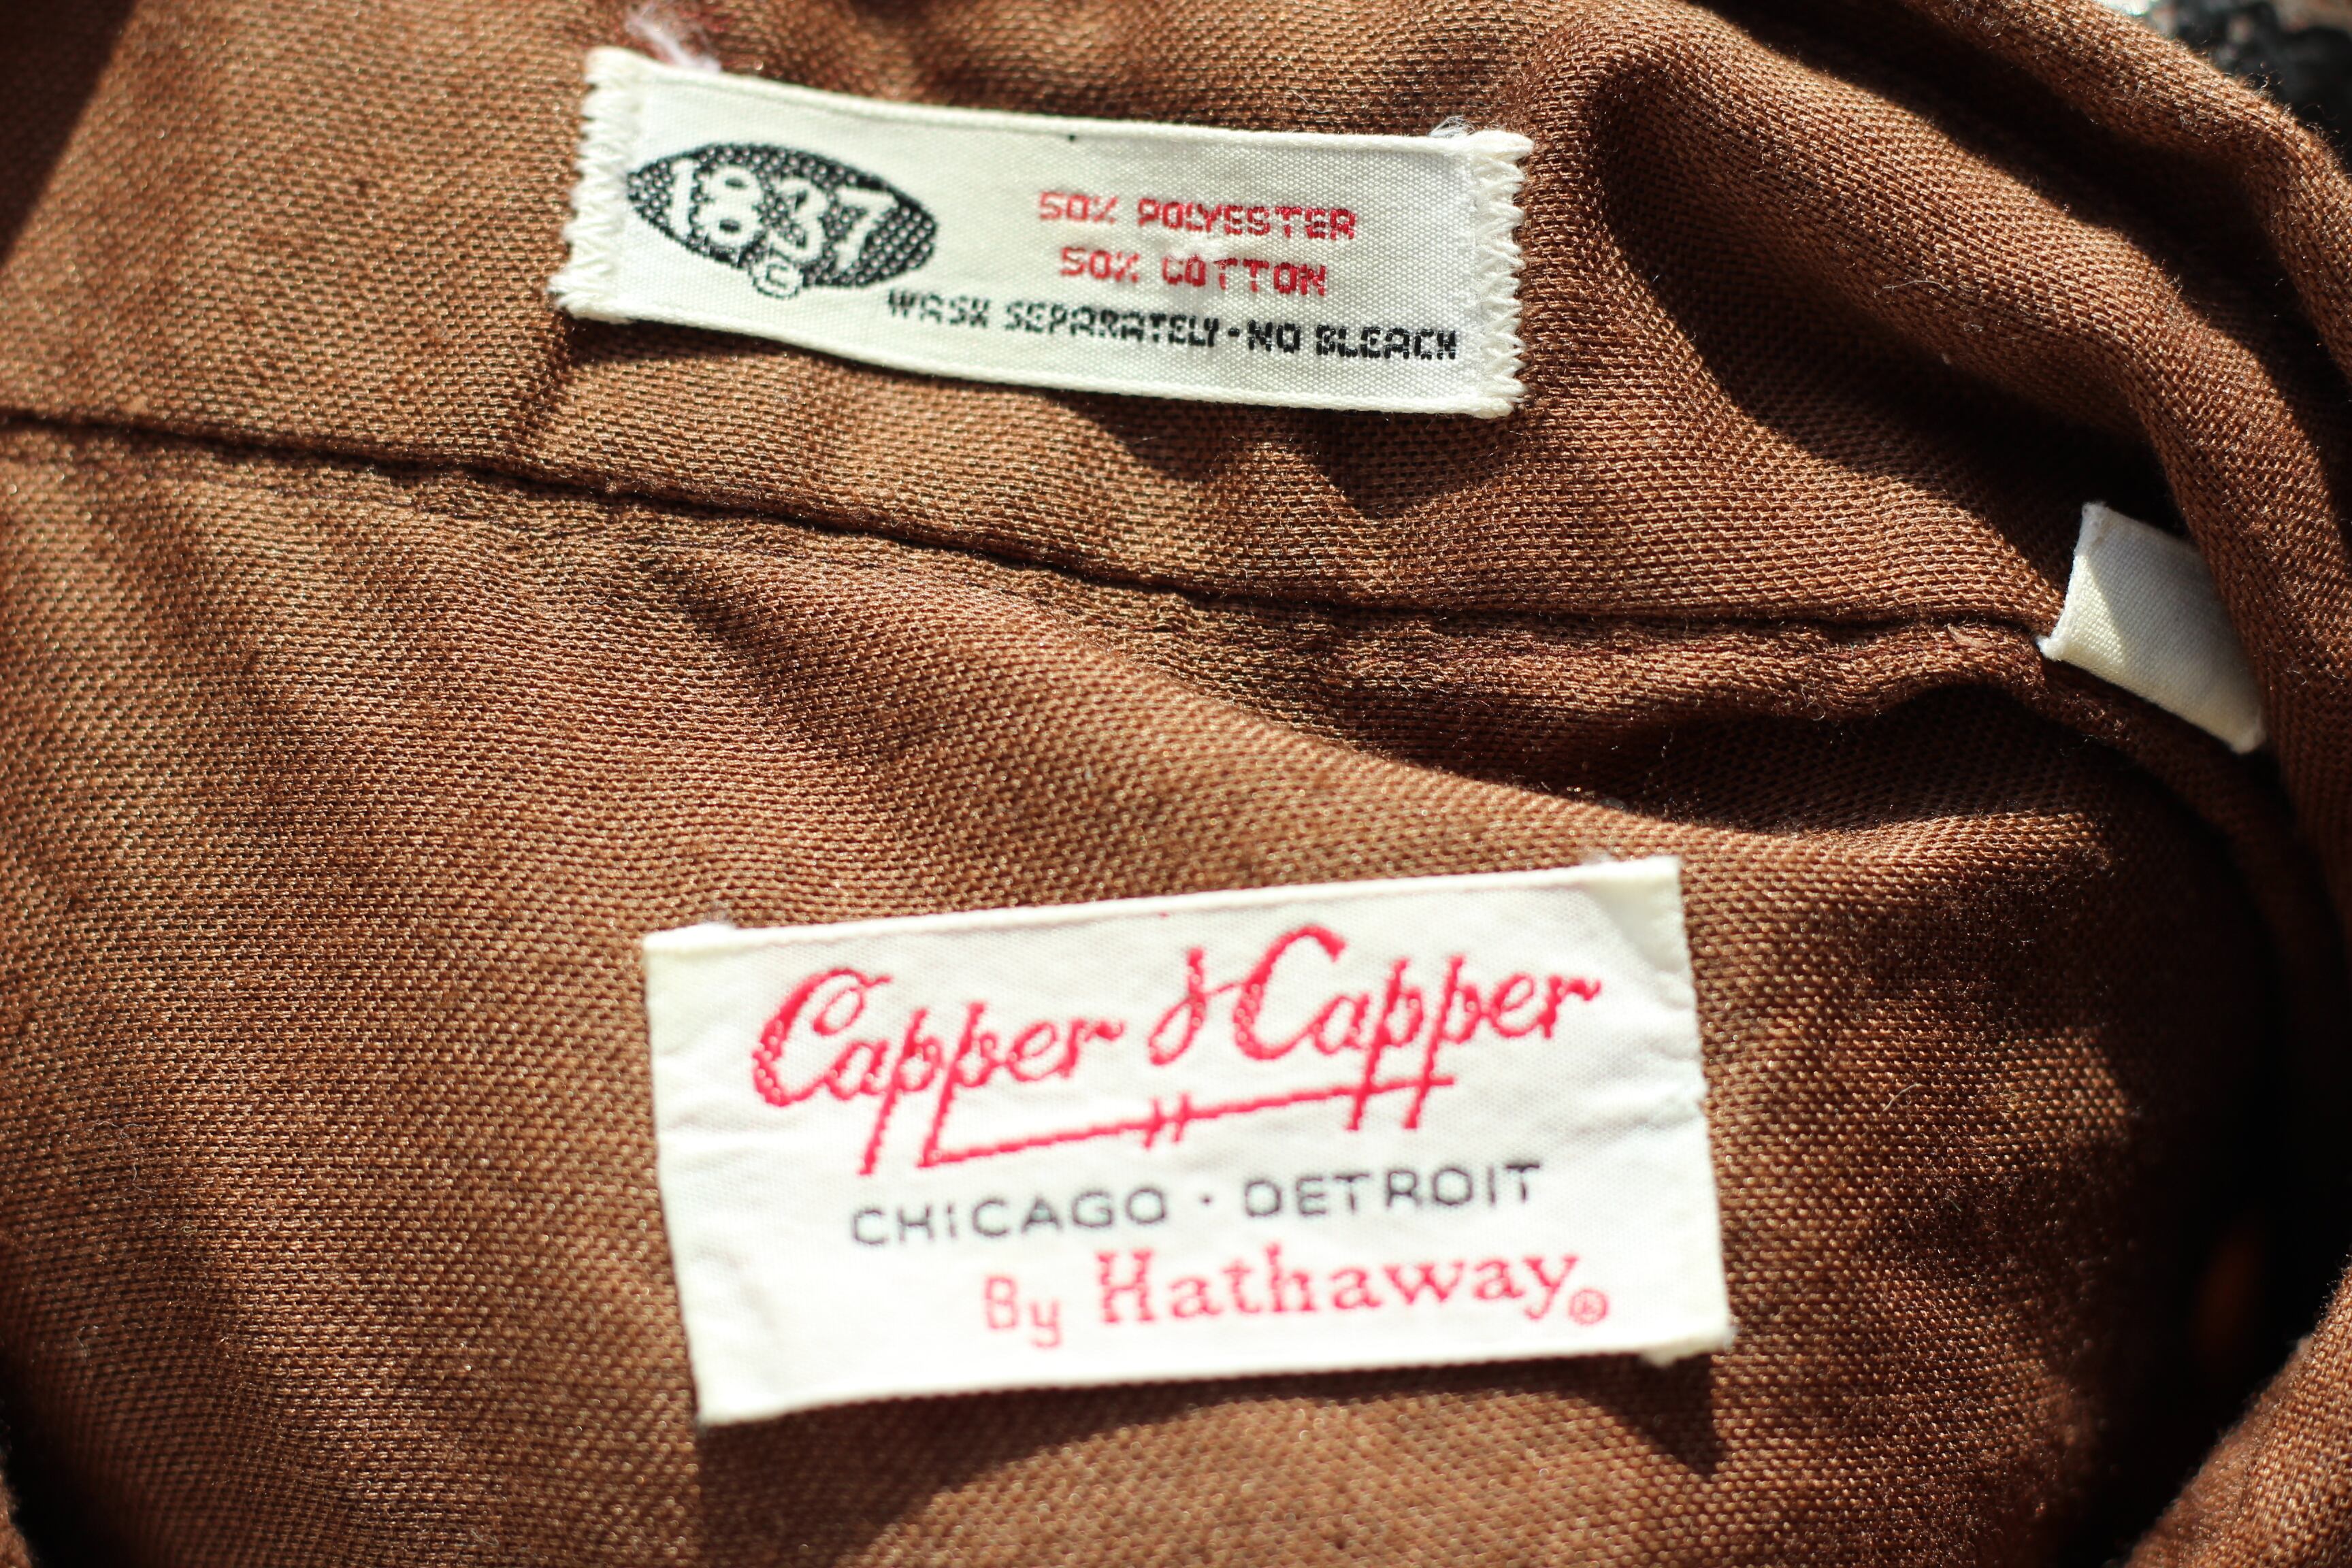 1837
©
50% POLYESTER
50% COTTON
WASH SEPARATELY - NO BLEACH
Capper & Capper
CHICAGO · DETROIT
By Hathaway®